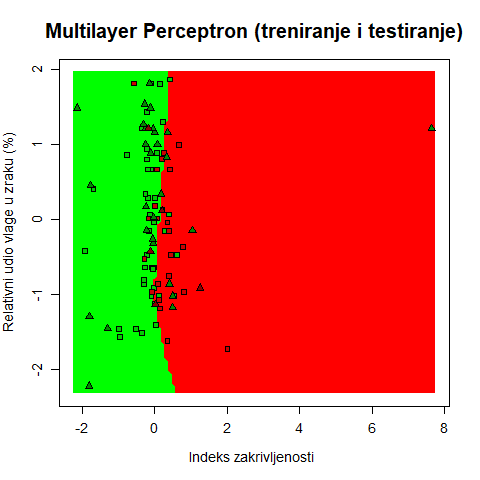 Multilayer Perceptron (treniranje i testiranje)
Relativni udio vlage u zraku (%)
2
1
0
-1
-2
-2 0 2 4 6 8
Indeks zakrivljenosti